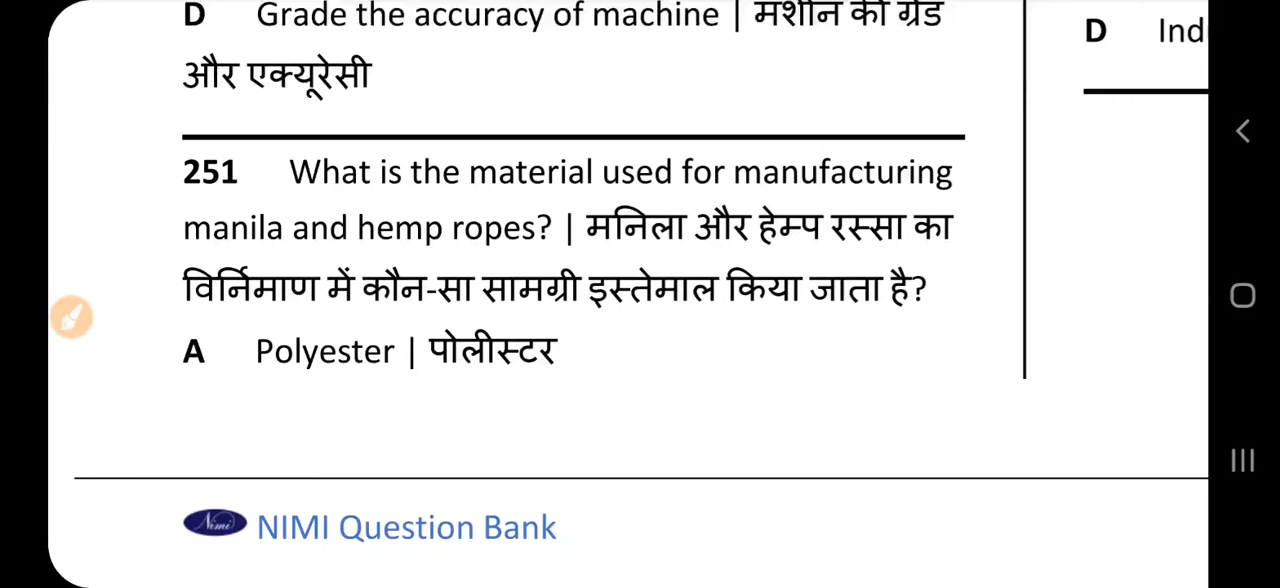 D Grade the accuracy of machine | मशीन की ग्रेड
और एक्यूरेसी
D Ind
251 What is the material used for manufacturing
manila and hemp ropes? | मनिला और हेम्प रस्सा का
विर्निमाण में कौन-सा सामग्री इस्तेमाल किया जाता है?
A Polyester | पोलीस्टर
Nimi NIMI Question Bank